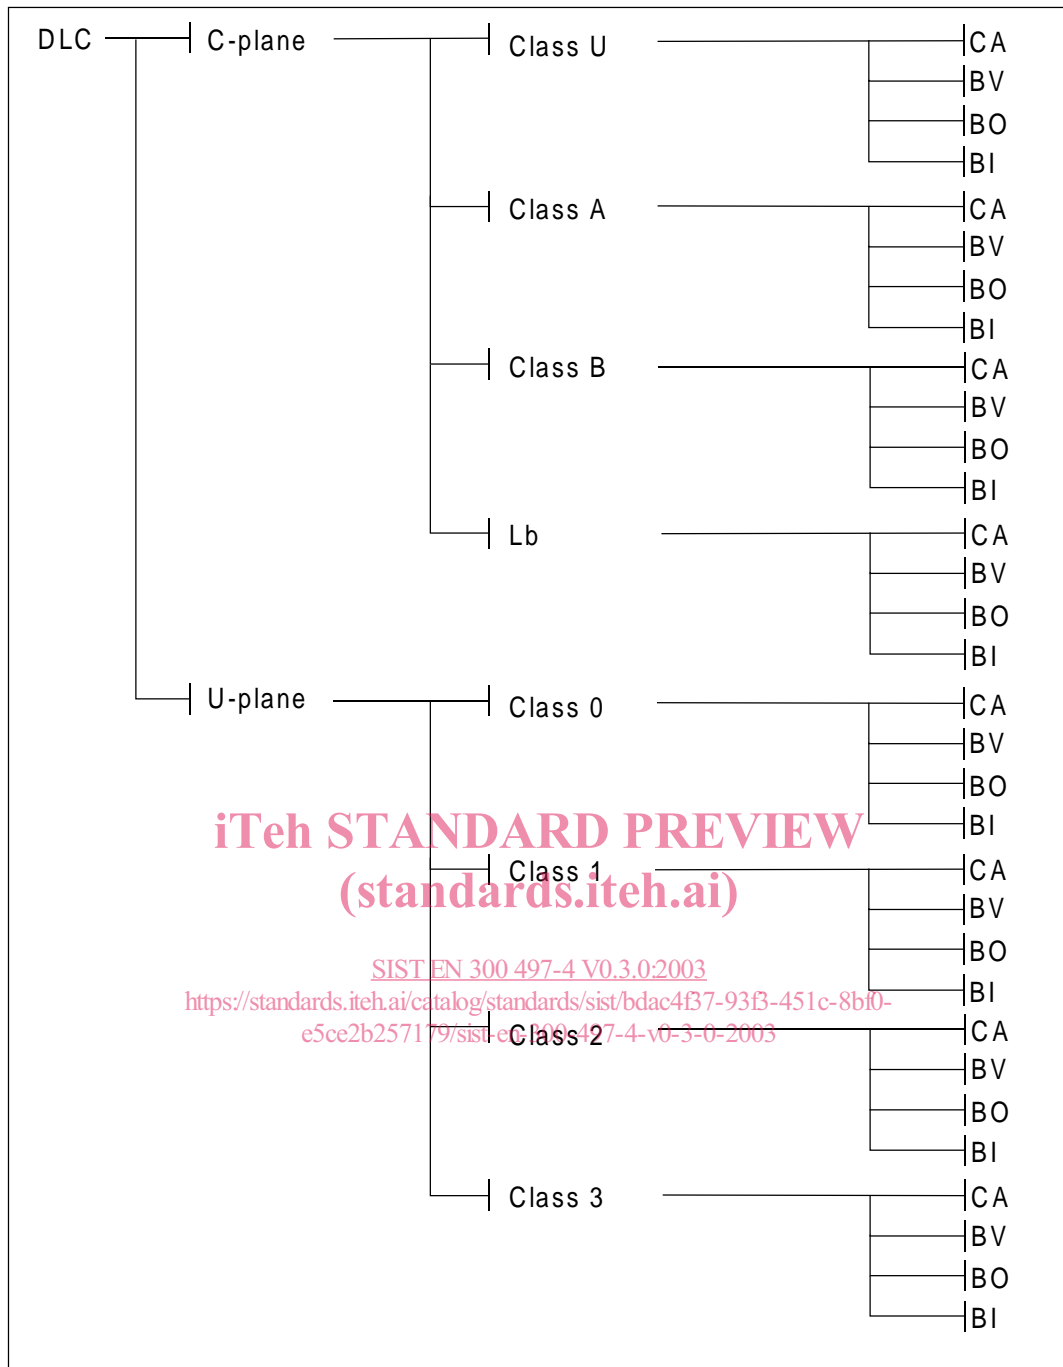 DLC C-plane Class U CA
BV
BO
BI
Class A CA
BV
BO
BI
Class B CA
BV
BO
BI
Lb CA
BV
BO
BI
U-plane Class 0 CA
BV
BO
BI
iTeh STANDARD PREVIEW
Class 1 CA
(standards.iteh.ai)
BV
BO
SIST EN 300 497-4 V0.3.0:2003
BI
https://standards.iteh.ai/catalog/standards/sist/bdac4f37-93f3-451c-8bf0-
e5ce2b257179/sist-en-300-497-4-v0-3-0-2003
Class 2 CA
BV
BO
BI
Class 3 CA
BV
BO
BI